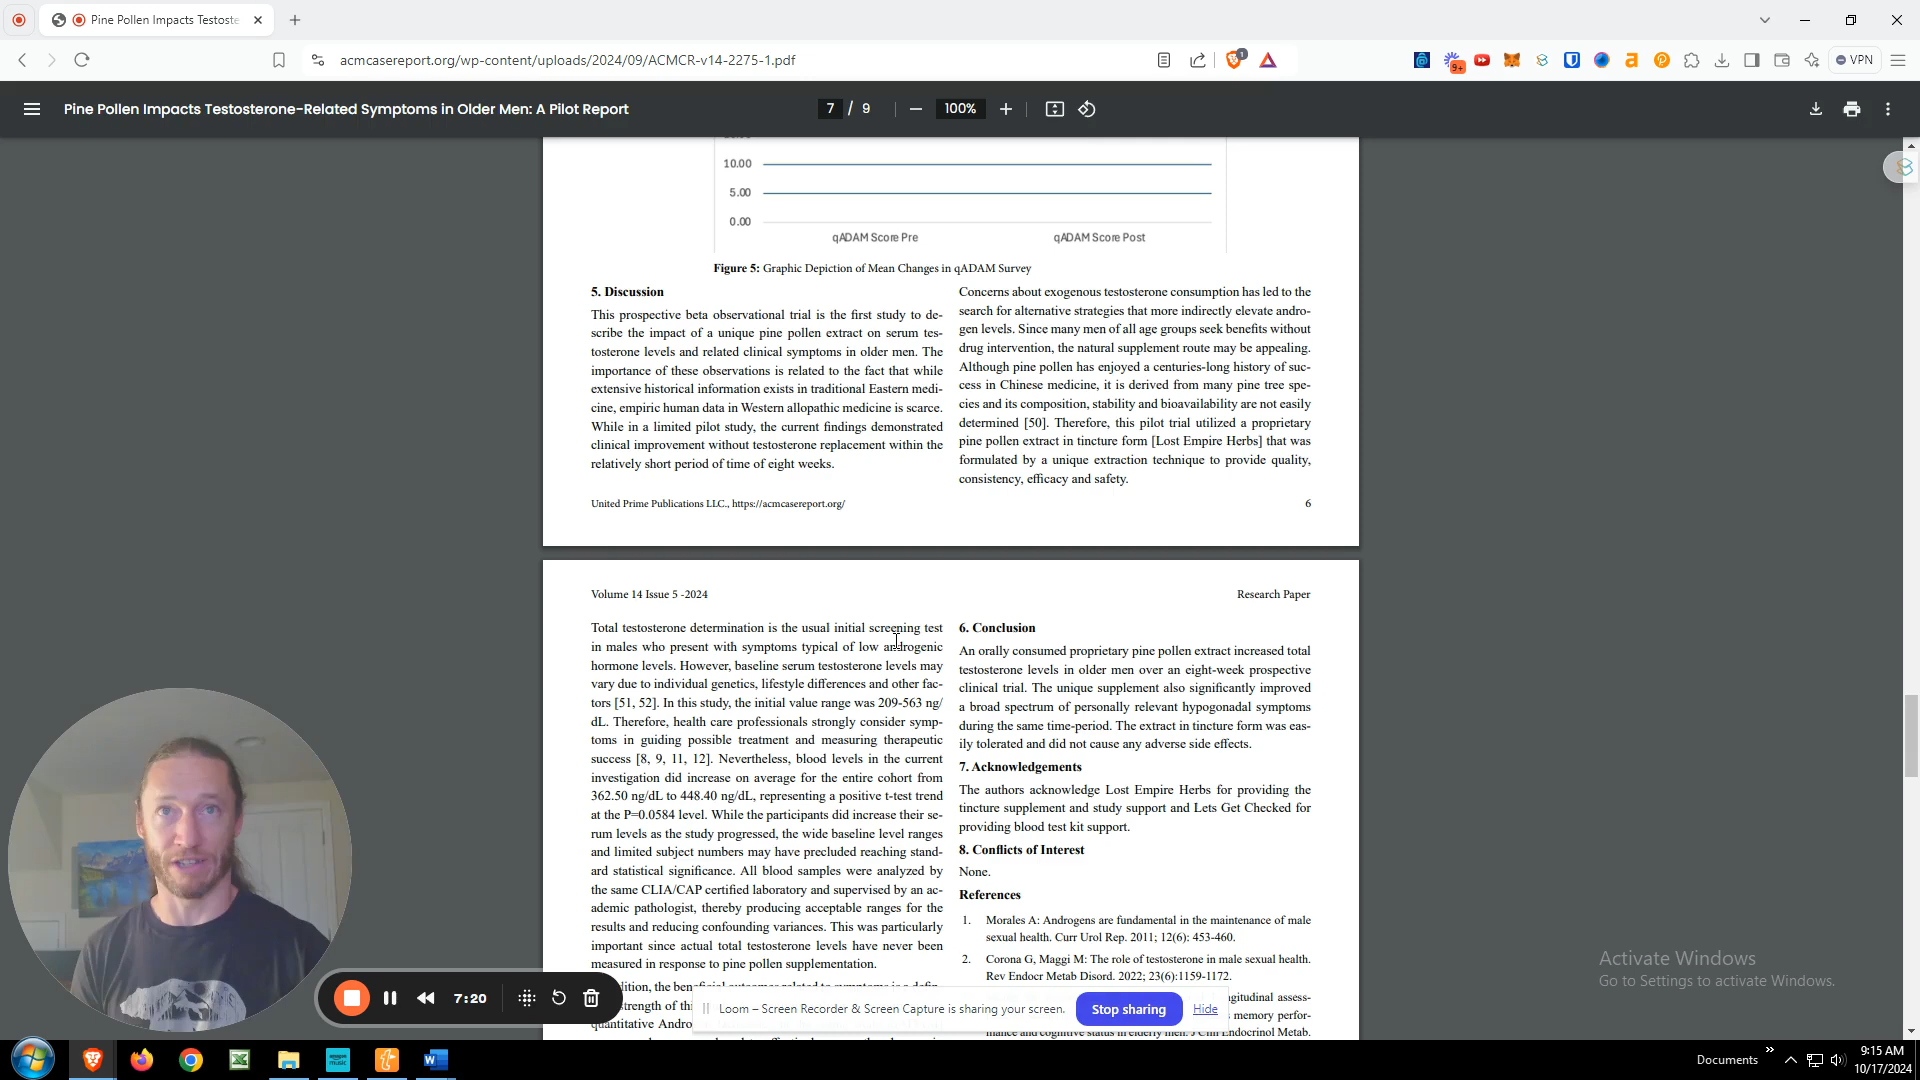 Pine Pollen Impacts Testoste
acmcasereport.org/wp-content/uploads/2024/09/ACMCR-v14-2275-1.pdf
1
9+
VPN
Pine Pollen Impacts Testosterone-Related Symptoms in Older Men: A Pilot Report
7 / 9
100%
10.00
5.00
0.00
qADAM Score Pre
qADAM Score Post
Figure 5: Graphic Depiction of Mean Changes in qADAM Survey
5. Discussion
This prospective beta observational trial is the first study to de-
scribe the impact of a unique pine pollen extract on serum tes-
tosterone levels and related clinical symptoms in older men. The
importance of these observations is related to the fact that while
extensive historical information exists in traditional Eastern medi-
cine, empiric human data in Western allopathic medicine is scarce.
While in a limited pilot study, the current findings demonstrated
clinical improvement without testosterone replacement within the
relatively short period of time of eight weeks.
Concerns about exogenous testosterone consumption has led to the
search for alternative strategies that more indirectly elevate andro-
gen levels. Since many men of all age groups seek benefits without
drug intervention, the natural supplement route may be appealing.
Although pine pollen has enjoyed a centuries-long history of suc-
cess in Chinese medicine, it is derived from many pine tree spe-
cies and its composition, stability and bioavailability are not easily
determined [50]. Therefore, this pilot trial utilized a proprietary
pine pollen extract in tincture form [Lost Empire Herbs] that was
formulated by a unique extraction technique to provide quality,
consistency, efficacy and safety.
United Prime Publications LLC., https://acmcasereport.org/
6
Volume 14 Issue 5 -2024
Research Paper
Total testosterone determination is the usual initial screening test
in males who present with symptoms typical of low androgenic
hormone levels. However, baseline serum testosterone levels may
vary due to individual genetics, lifestyle differences and other fac-
tors [51, 52]. In this study, the initial value range was 209-563 ng/
dL. Therefore, health care professionals strongly consider symp-
toms in guiding possible treatment and measuring therapeutic
success [8, 9, 11, 12]. Nevertheless, blood levels in the current
investigation did increase on average for the entire cohort from
362.50 ng/dL to 448.40 ng/dL, representing a positive t-test trend
at the P=0.0584 level. While the participants did increase their se-
rum levels as the study progressed, the wide baseline level ranges
and limited subject numbers may have precluded reaching stand-
ard statistical significance. All blood samples were analyzed by
the same CLIA/CAP certified laboratory and supervised by an ac-
ademic pathologist, thereby producing acceptable ranges for the
results and reducing confounding variances. This was particularly
important since actual total testosterone levels have never been
measured in response to pine pollen supplementation.
quantitative Andro
6. Conclusion
An orally consumed proprietary pine pollen extract increased total
testosterone levels in older men over an eight-week prospective
clinical trial. The unique supplement also significantly improved
a broad spectrum of personally relevant hypogonadal symptoms
during the same time-period. The extract in tincture form was eas-
ily tolerated and did not cause any adverse side effects.
7. Acknowledgements
The authors acknowledge Lost Empire Herbs for providing the
tincture supplement and study support and Lets Get Checked for
providing blood test kit support.
8. Conflicts of Interest
None.
References
1. Morales A: Androgens are fundamental in the maintenance of male
sexual health. Curr Urol Rep. 2011; 12(6): 453-460.
2. Corona G, Maggi M: The role of testosterone in male sexual health.
Rev Endocr Metab Disord. 2022; 23(6):1159-1172.
gitudinal assess-
memory perfor-
Endocrinol Metab.
7:20
Loom – Screen Recorder & Screen Capture is sharing your screen.
Stop sharing
Hide
Activate Windows
Go to Settings to activate Windows.
Documents
9:15 AM
10/17/2024